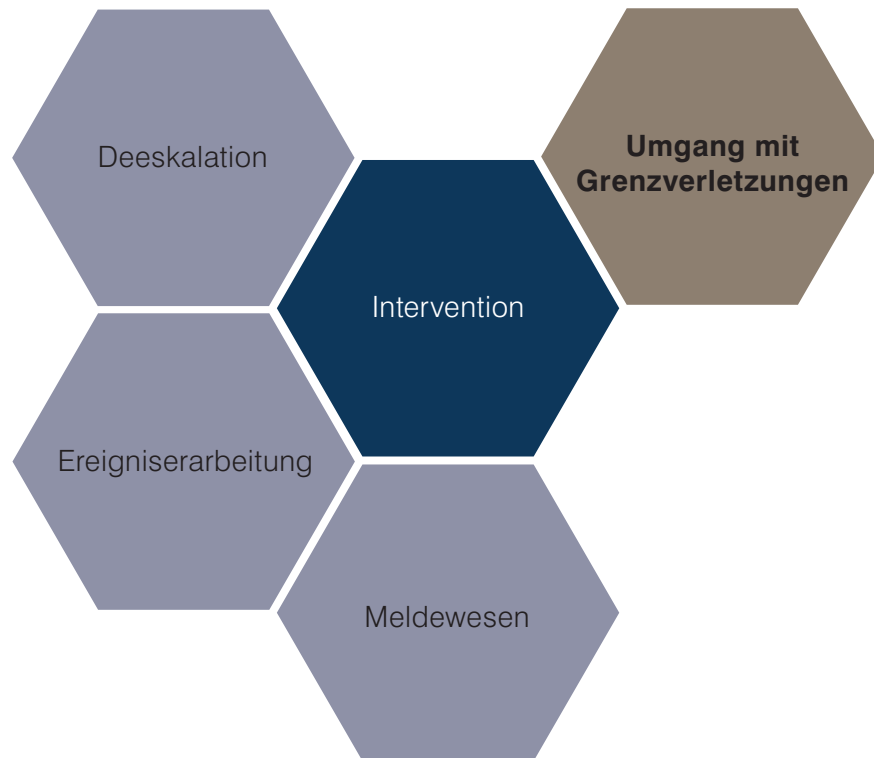 Deeskalation
Umgang mit
Grenzverletzungen
Intervention
Ereigniserarbeitung
Meldewesen